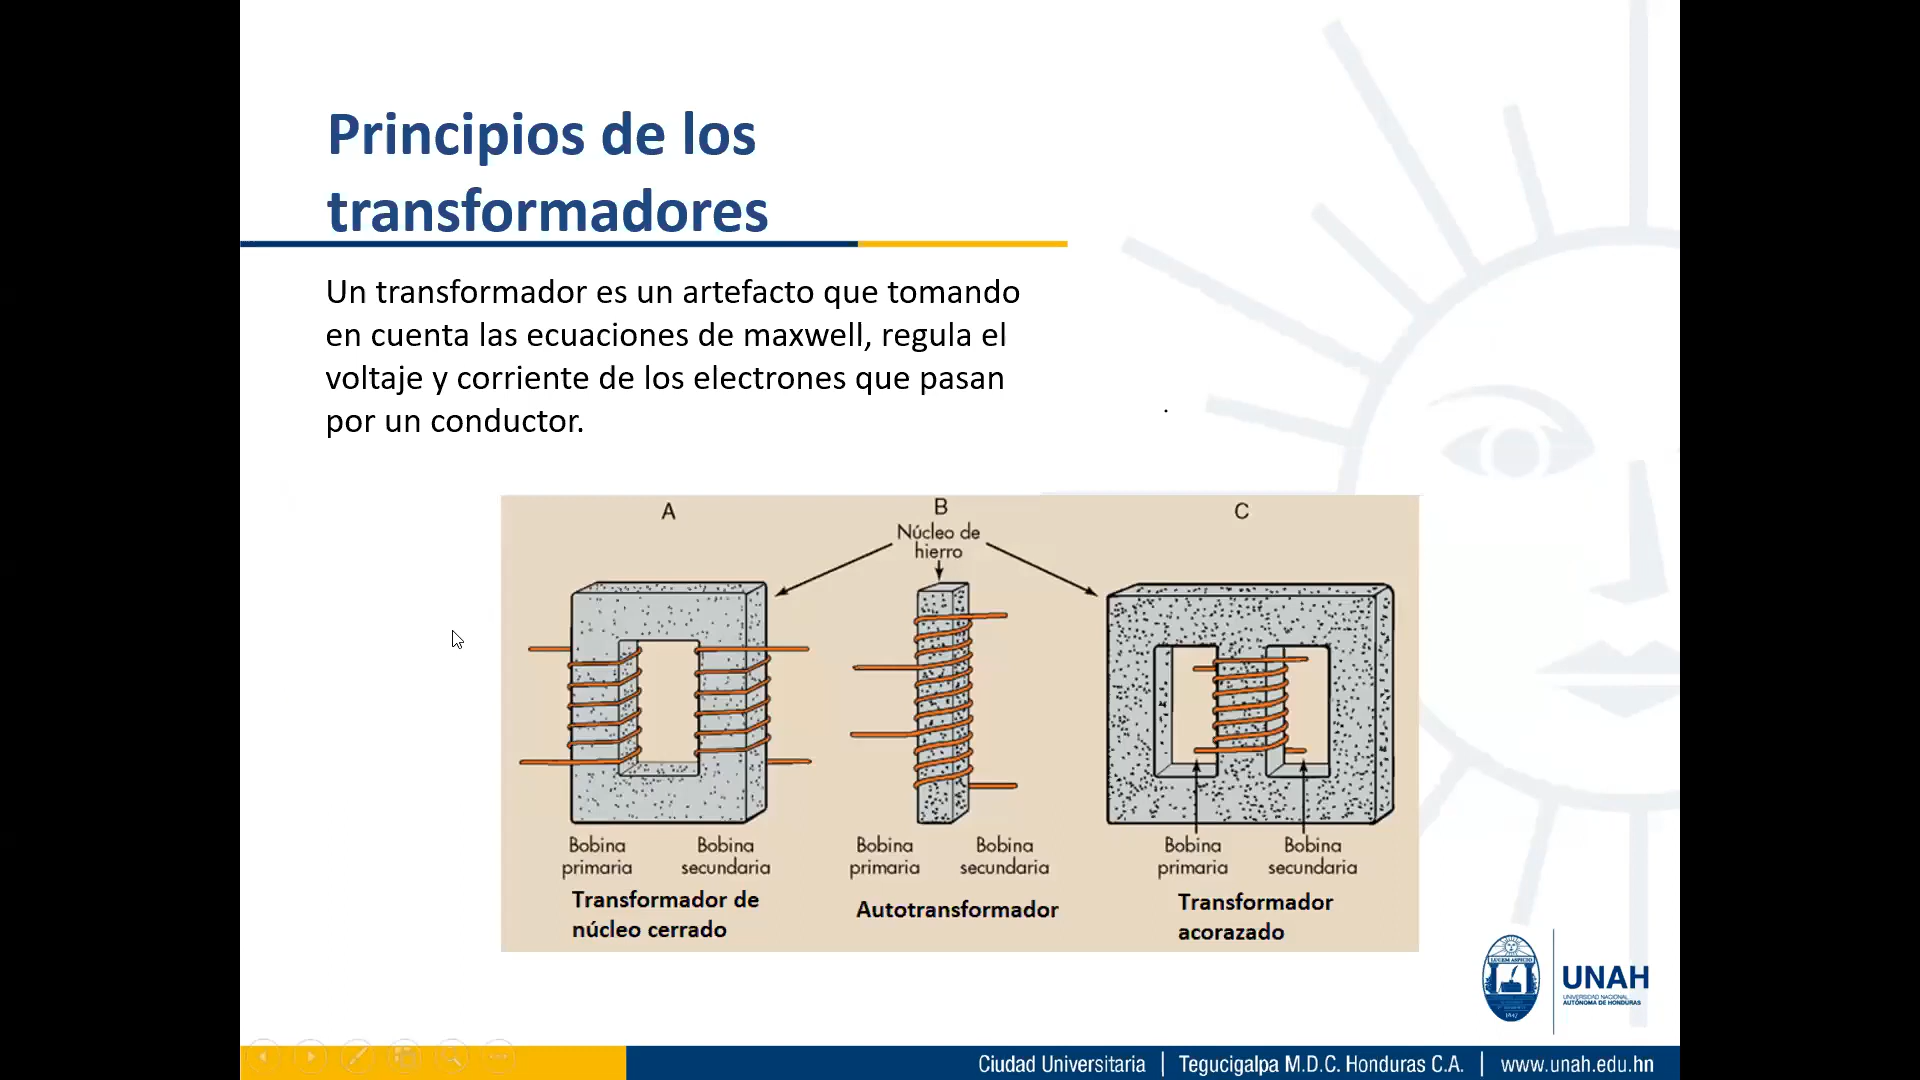 Principios de los
transformadores
Un transformador es un artefacto que tomando
en cuenta las ecuaciones de maxwell, regula el
voltaje y corriente de los electrones que pasan
por un conductor.
A
B
C
Núcleo de
hierro
Bobina
primaria
Bobina
secundaria
Bobina
primaria
Bobina
secundaria
Bobina
primaria
Bobina
secundaria
Transformador de
núcleo cerrado
Autotransformador
Transformador
acorazado
LUCEM ASPICIO
1847
UNAH
UNIVERSIDAD NACIONAL
AUTÓNOMA DE HONDURAS
Ciudad Universitaria | Tegucigalpa M.D.C. Honduras C.A. | www.unah.edu.hn